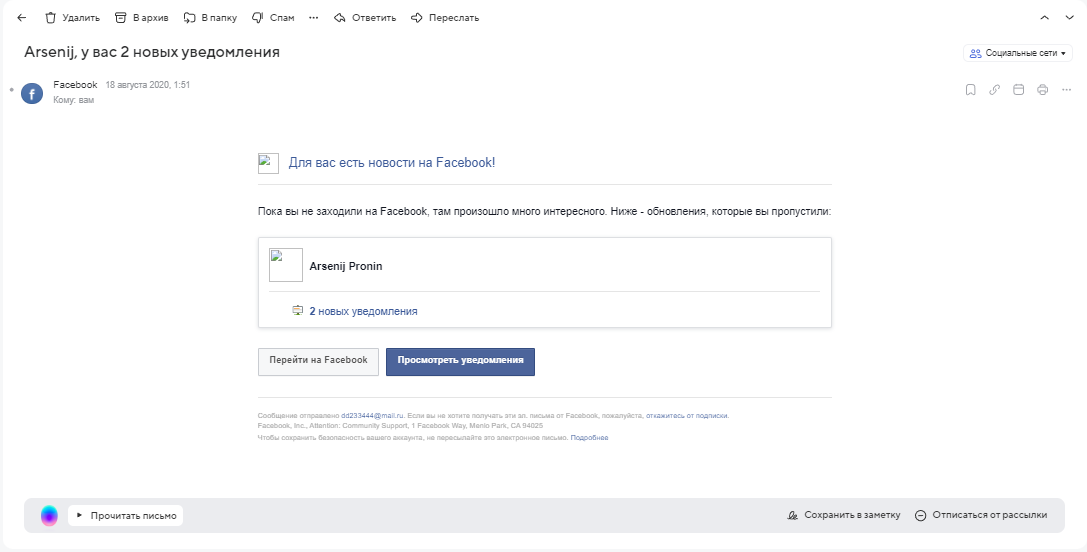 Удалить В архив В папку Спам Ответить Переслать
Arsenij, у вас 2 новых уведомления
Социальные сети
Facebook 18 августа 2020, 1:51
Кому: вам
Для вас есть новости на Facebook!
Пока вы не заходили на Facebook, там произошло много интересного. Ниже - обновления, которые вы пропустили:
Arsenij Pronin
2 новых уведомления
Перейти на Facebook Просмотреть уведомления
Сообщение отправлено dd233444@mail.ru. Если вы не хотите получать эти эл. письма от Facebook, пожалуйста, откажитесь от подписки.
Facebook, Inc., Attention: Community Support, 1 Facebook Way, Menlo Park, CA 94025
Чтобы сохранить безопасность вашего аккаунта, не пересылайте это электронное письмо. Подробнее
Прочитать письмо Сохранить в заметку Отписаться от рассылки